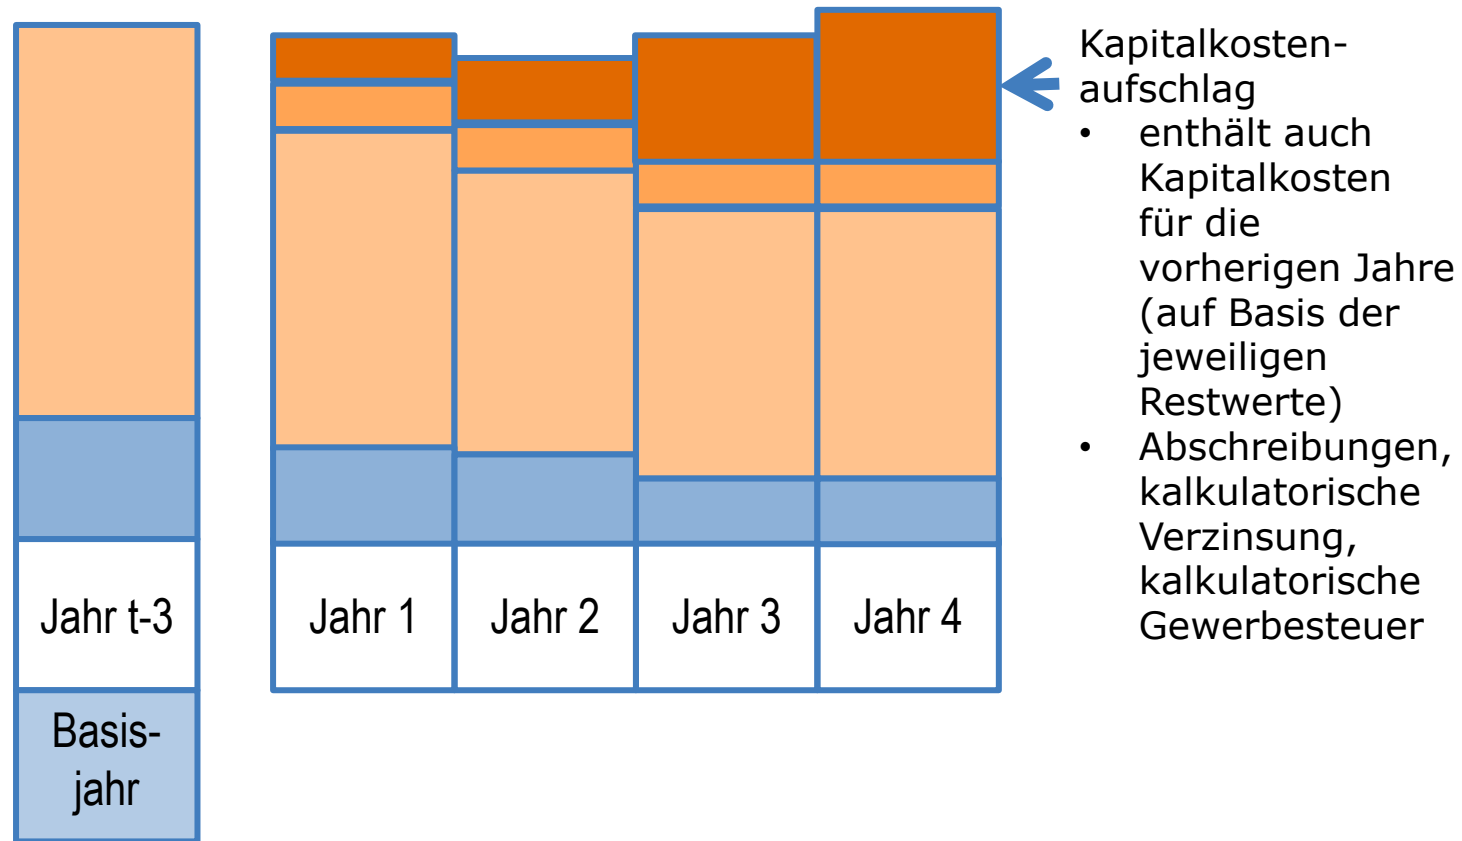 Kapitalkosten-
aufschlag
• enthält auch
Kapitalkosten
für die
vorherigen Jahre
(auf Basis der
jeweiligen
Restwerte)
• Abschreibungen,
kalkulatorische
Verzinsung,
kalkulatorische
Gewerbesteuer
Jahr t-3
Jahr 1
Jahr 2
Jahr 3
Jahr 4
Basis-
jahr